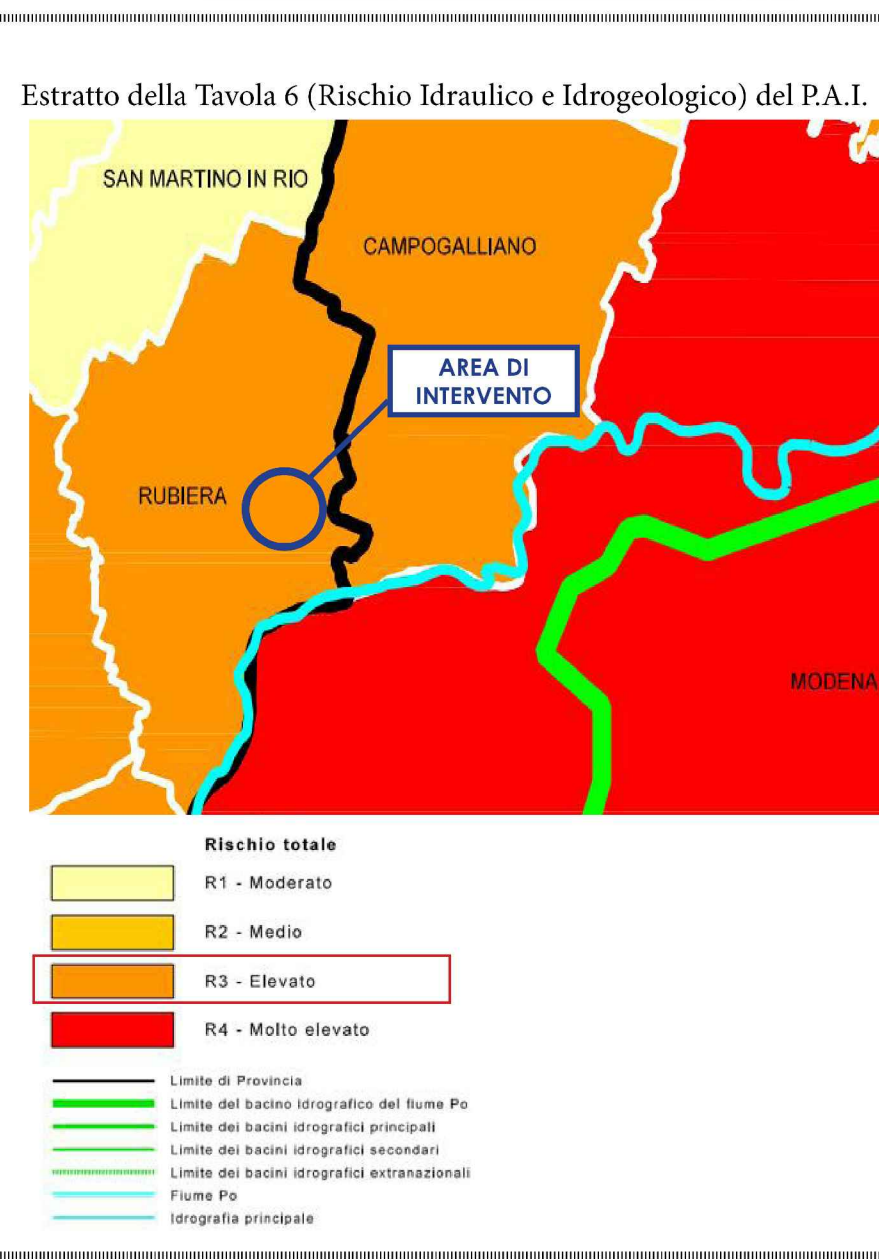 Estratto della Tavola 6 (Rischio Idraulico e Idrogeologico) del P.A.I.
SAN MARTINO IN RIO
CAMPOGALLIANO
AREA DI
INTERVENTO
RUBIERA
MODENA
Rischio totale
R1 - Moderato
R2 - Medio
R3 - Elevato
R4 - Molto elevato
Limite di Provincia
Limite del bacino idrografico del fiume Po
Limite dei bacini idrografici principali
Limite dei bacini idrografici secondari
Limite dei bacini idrografici extranazionali
Fiume Po
Idrografia principale